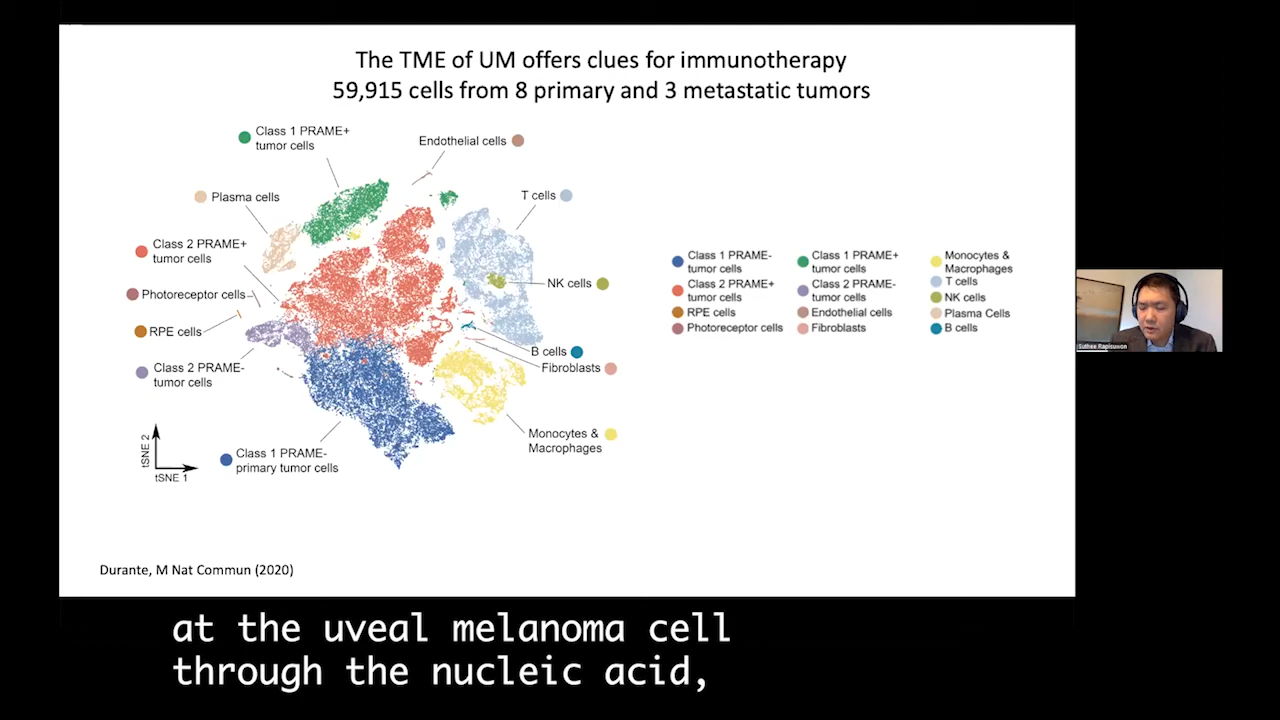 The TME of UM offers clues for immunotherapy
59,915 cells from 8 primary and 3 metastatic tumors
Class 1 PRAME+
tumor cells
Endothelial cells
Plasma cells
T cells
Class 2 PRAME+
tumor cells
Photoreceptor cells
NK cells
RPE cells
B cells
Fibroblasts
Class 2 PRAME-
tumor cells
Monocytes &
Macrophages
Class 1 PRAME-
primary tumor cells
tSNE 2
tSNE 1
Class 1 PRAME-
tumor cells
Class 2 PRAME+
tumor cells
RPE cells
Photoreceptor cells
Class 1 PRAME+
tumor cells
Class 2 PRAME-
tumor cells
Endothelial cells
Fibroblasts
Monocytes &
Macrophages
T cells
NK cells
Plasma Cells
B cells
Suthee Rapisuwon
Durante, M Nat Commun (2020)
at the uveal melanoma cell
through the nucleic acid,